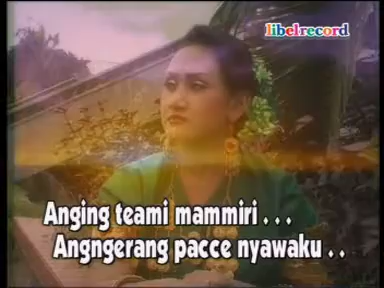 libelrecord
Anging teami mammiri . . .
Angngerang pacce nyawaku . .